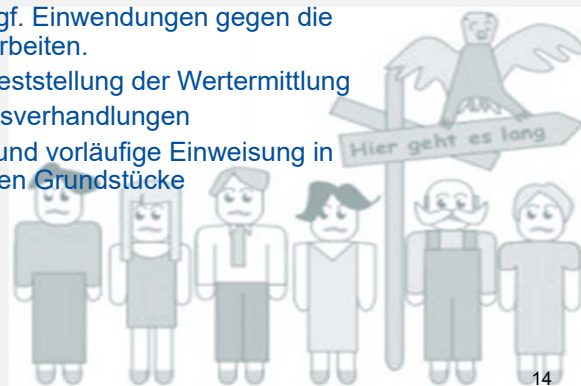 gf. Einwendungen gegen die
rbeiten.
eststellung der Wertermittlung
sverhandlungen
und vorläufige Einweisung in
en Grundstücke
Hier geht es lang
14